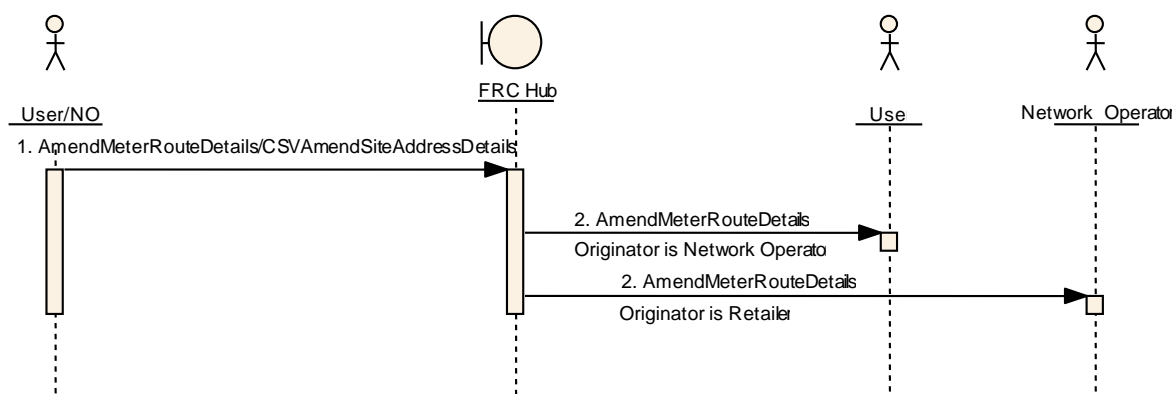 FRC Hub
User/NO
Use
Network Operator
1. AmendMeterRouteDetails/CSVAmendSiteAddressDetails
2. AmendMeterRouteDetails
Originator is Network Operato
2. AmendMeterRouteDetails
Originator is Retailer